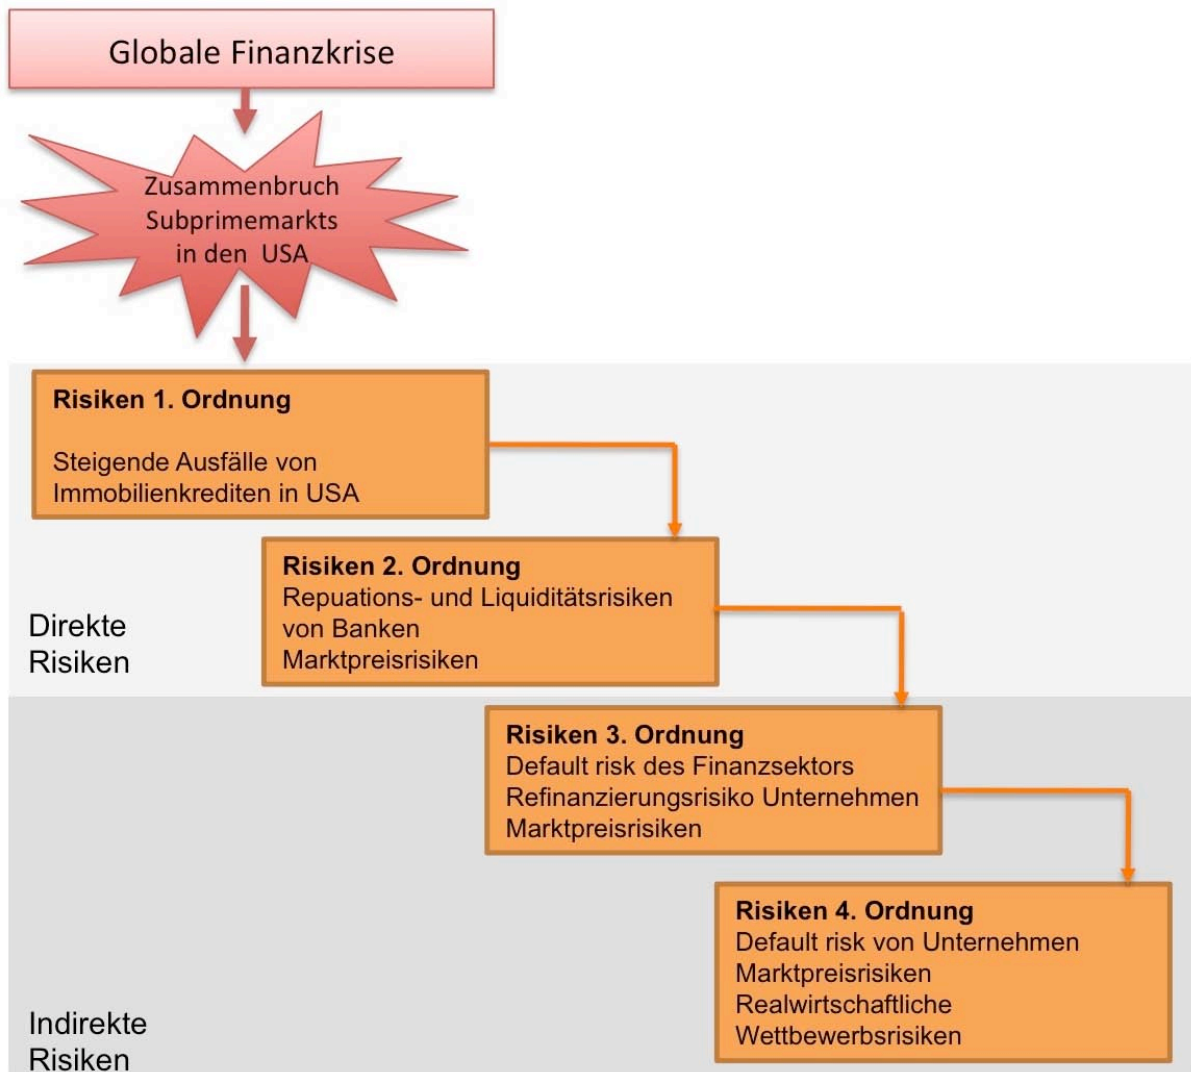 Globale Finanzkrise
Zusammenbruch
Subprimemarkts
in den USA
Risiken 1. Ordnung
Steigende Ausfälle von
Immobilienkrediten in USA
Risiken 2. Ordnung
Repuations- und Liquiditätsrisiken
von Banken
Marktpreisrisiken
Direkte
Risiken
Risiken 3. Ordnung
Default risk des Finanzsektors
Refinanzierungsrisiko Unternehmen
Marktpreisrisiken
Risiken 4. Ordnung
Default risk von Unternehmen
Marktpreisrisiken
Realwirtschaftliche
Wettbewerbsrisiken
Indirekte
Risiken